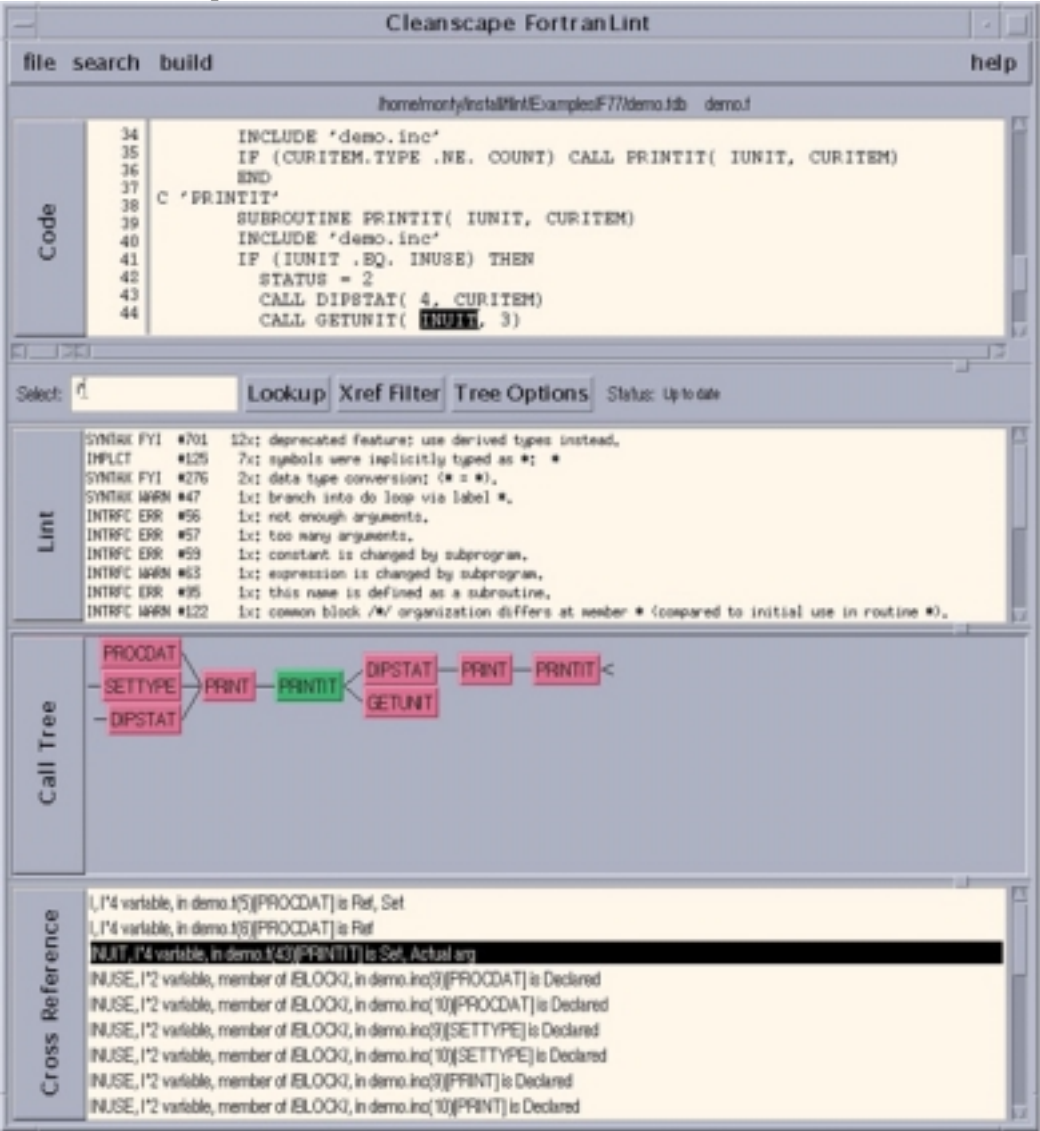 Cleanscape FortranLint
file search build help
/home/monty/install/flint/Examples/F77/demo.fdb demo.f
Code
34 INCLUDE 'demo.inc'
35 IF (CURITEM.TYPE .NE. COUNT) CALL PRINTIT( IUNIT, CURITEM)
36 END
37 C 'PRINTIT'
38 SUBROUTINE PRINTIT( IUNIT, CURITEM)
39 INCLUDE 'demo.inc'
40 IF (IUNIT .EQ. INUSE) THEN
41 STATUS = 2
42 CALL DIPSTAT( 4, CURITEM)
43 CALL GETUNIT( INUIT, 3)
44
Select: Lookup Xref Filter Tree Options Status: Up to date
Lint
SYNTAX FYI #701 12x: deprecated feature: use derived types instead.
IMPLCT #125 7x: symbols were implicitly typed as *: *
SYNTAX FYI #276 2x: data type conversion: (* = *).
SYNTAX WARN #47 1x: branch into do loop via label *.
INTRFC ERR #56 1x: not enough arguments.
INTRFC ERR #57 1x: too many arguments.
INTRFC ERR #59 1x: constant is changed by subprogram.
INTRFC WARN #63 1x: expression is changed by subprogram.
INTRFC ERR #95 1x: this name is defined as a subroutine.
INTRFC WARN #122 1x: common block /*/ organization differs at member * (compared to initial use in routine *).
Call Tree
PROCDAT
SETTYPE PRINT PRINTIT DIPSTAT PRINT PRINTIT
DIPSTAT GETUNIT
Cross Reference
I, I*4 variable, in demo.f(5)[PROCDAT] is Ref, Set
I, I*4 variable, in demo.f(6)[PROCDAT] is Ref
INUIT, I*4 variable, in demo.f(43)[PRINTIT] is Set, Actual arg
INUSE, I*2 variable, member of /BLOCK/, in demo.inc(9)[PROCDAT] is Declared
INUSE, I*2 variable, member of /BLOCK/, in demo.inc(10)[PROCDAT] is Declared
INUSE, I*2 variable, member of /BLOCK/, in demo.inc(9)[SETTYPE] is Declared
INUSE, I*2 variable, member of /BLOCK/, in demo.inc(10)[SETTYPE] is Declared
INUSE, I*2 variable, member of /BLOCK/, in demo.inc(9)[PRINT] is Declared
INUSE, I*2 variable, member of /BLOCK/, in demo.inc(10)[PRINT] is Declared